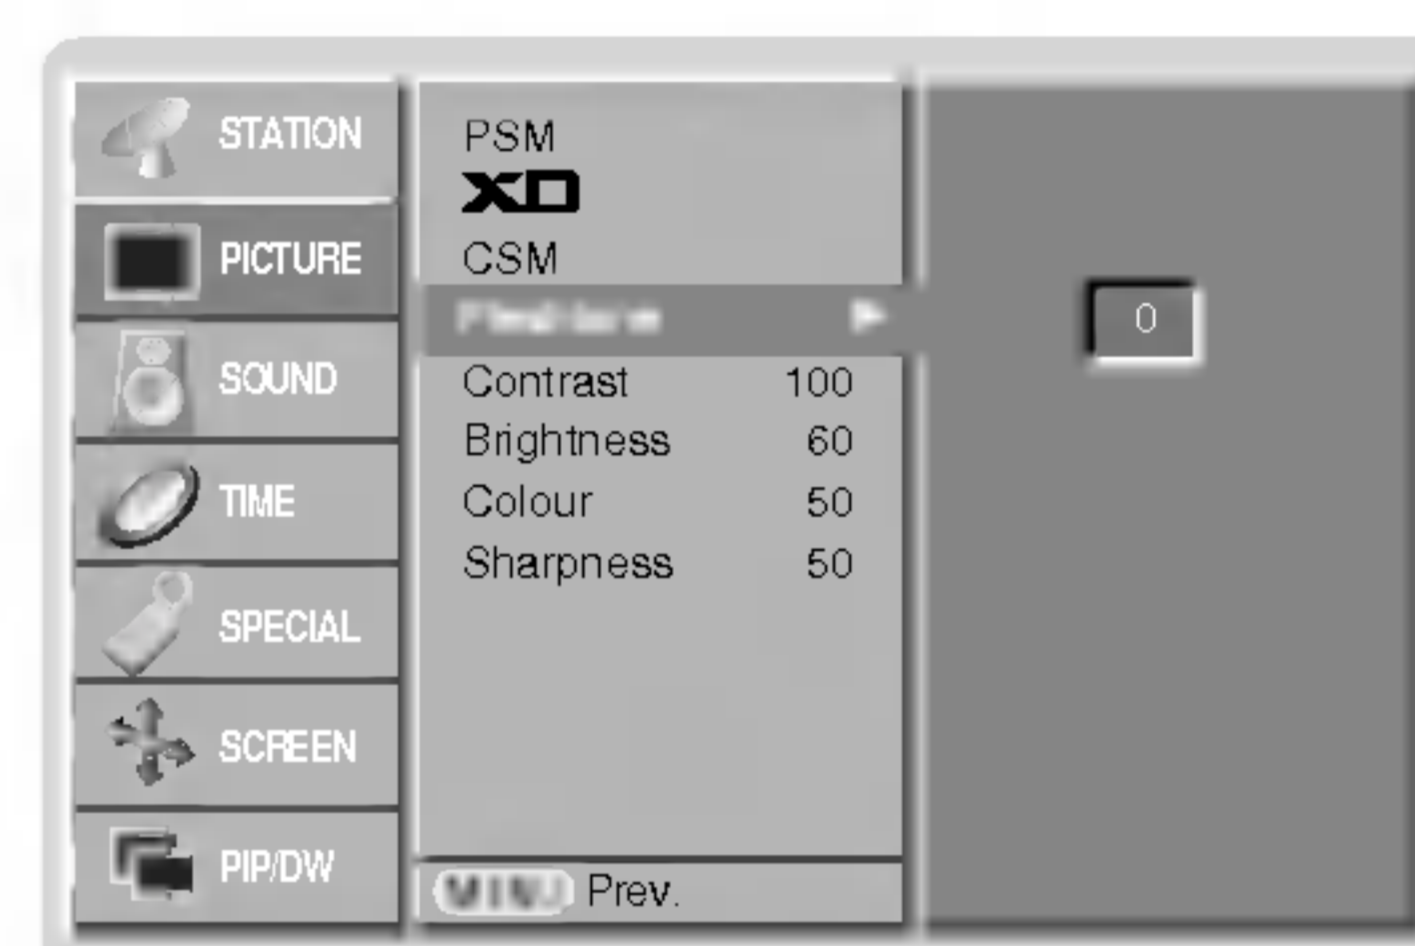 STATION
PICTURE
SOUND
TIME
SPECIAL
SCREEN
PIP/DW
PSM
XD
CSM
Contrast 100
Brightness 60
Colour 50
Sharpness 50
Prev.
0